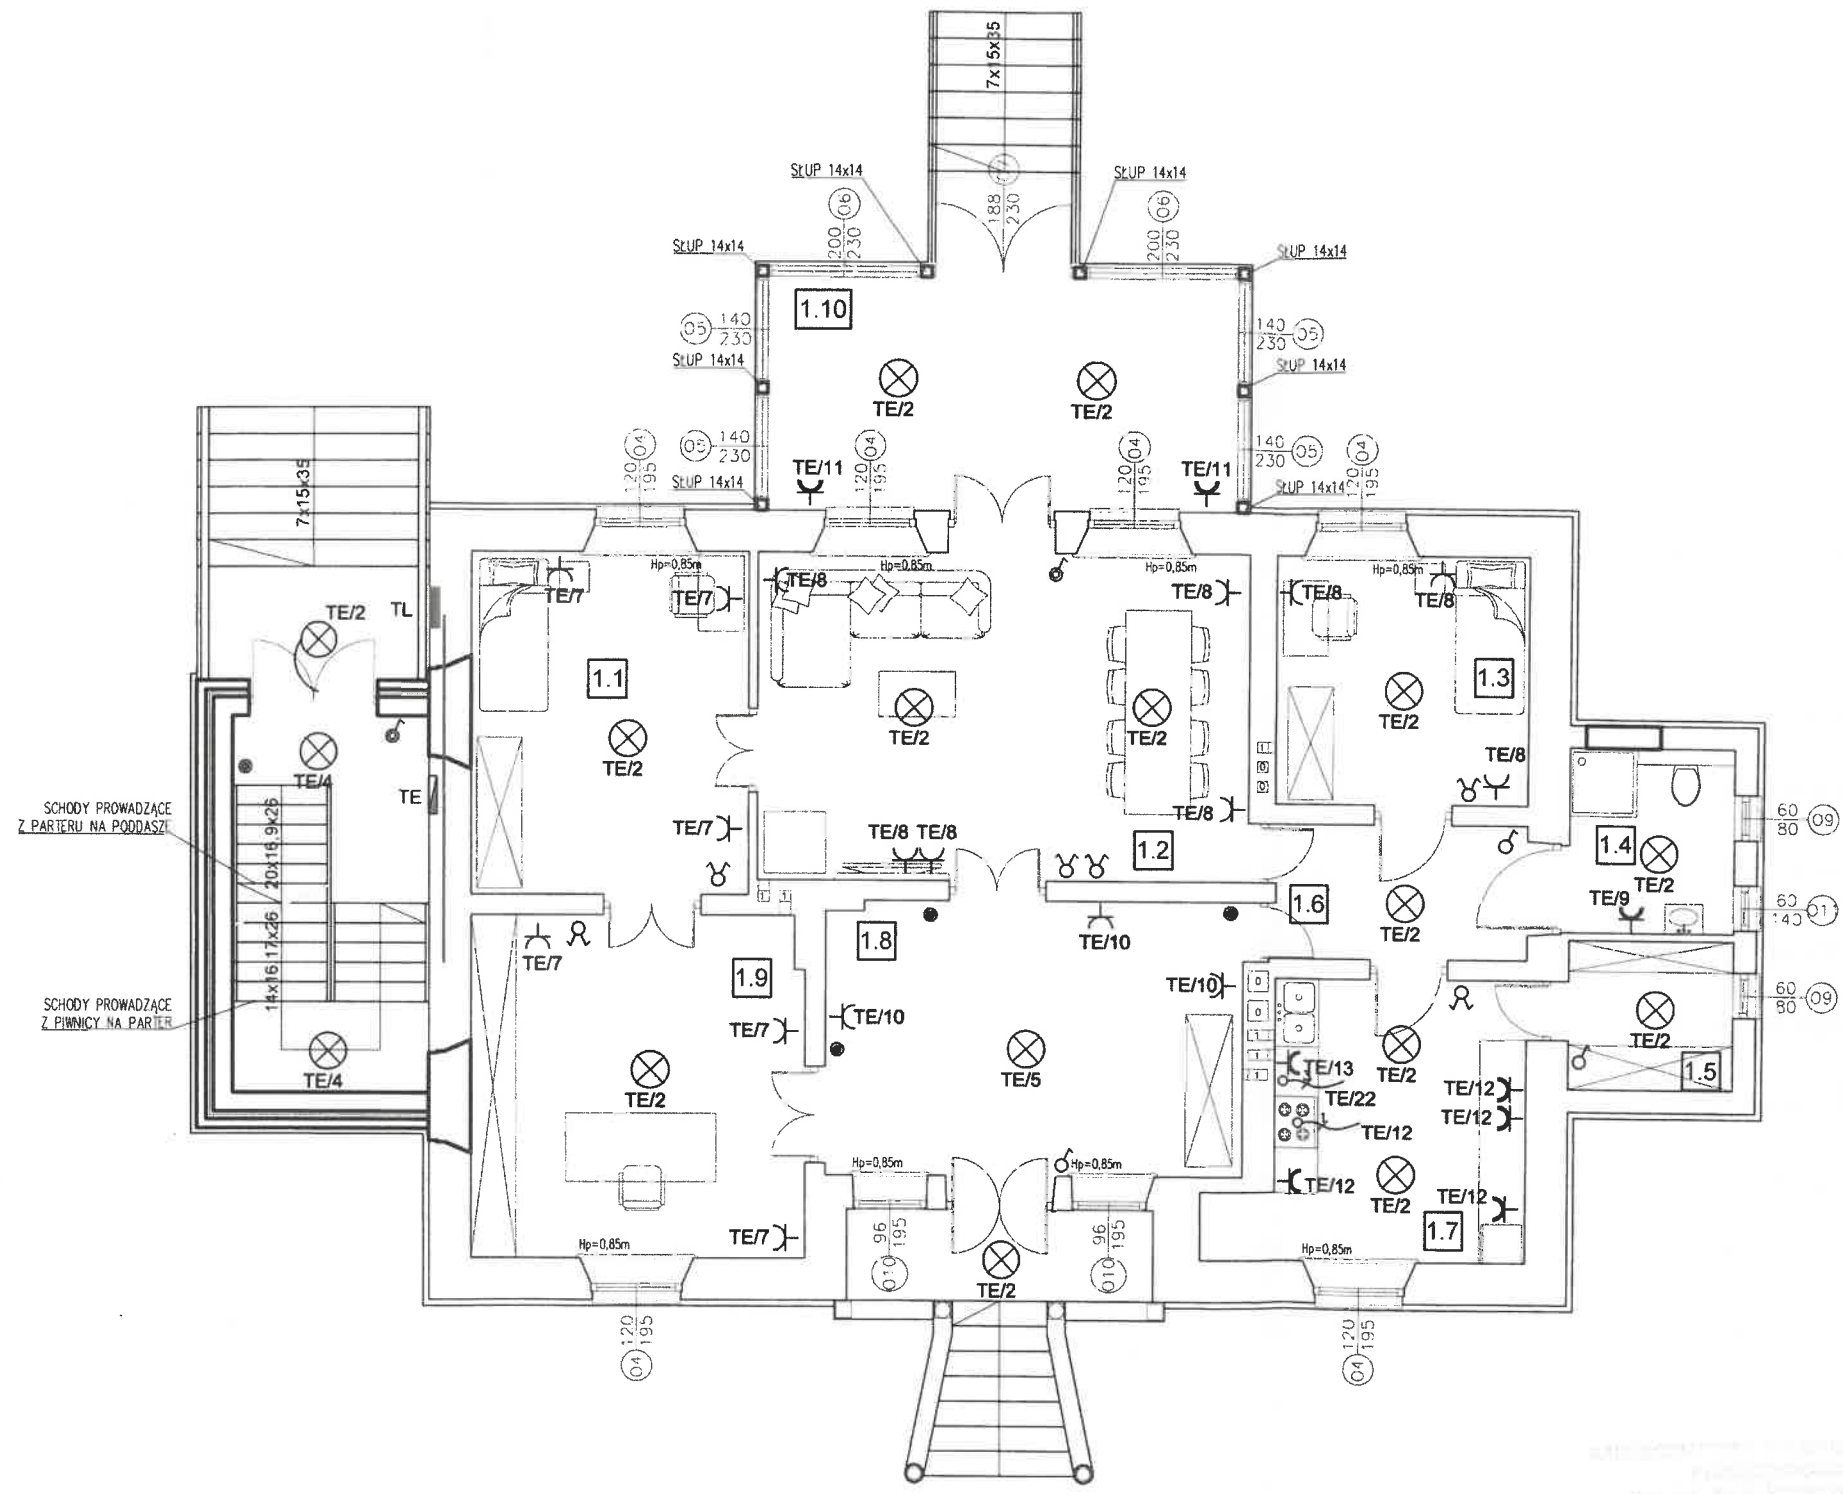 7x15x35
SŁUP 14x14
SŁUP 14x14
188
230
200
230
06
200
230
06
SŁUP 14x14
SŁUP 14x14
1.10
05
140
230
140
230
05
SŁUP 14x14
SŁUP 14x14
TE/2
TE/2
05
140
230
140
230
05
120
195
04
120
195
04
120
195
04
120
195
04
TE/11
TE/11
SŁUP 14x14
SŁUP 14x14
7x15x35
Hp=0,85m
Hp=0,85m
Hp=0,85m
Hp=0,85m
TE/7
TE/7
TE/8
TE/8
TE/8
TE/8
TE/2
TL
1.1
1.3
TE/2
TE/2
TE/2
TE/2
TE/4
TE
TE/8
SCHODY PROWADZĄCE
Z PARTERU NA PODDASZE
20x16,9x26
TE/7
TE/8
TE/8
TE/8
1.2
1.4
TE/2
60
80
09
1.6
TE/9
60
140
011
TE/7
1.8
TE/10
TE/2
14x16,17x26
SCHODY PROWADZĄCE
Z PIWNICY NA PARTER
1.9
TE/10
TE/7
TE/10
60
80
09
TE/2
TE/4
TE/2
TE/5
TE/13
TE/22
TE/2
1.5
TE/12
TE/12
TE/12
Hp=0,85m
Hp=0,85m
TE/12
TE/2
TE/12
TE/7
1.7
Hp=0,85m
Hp=0,85m
96
195
010
96
195
010
TE/2
120
195
04
120
195
04